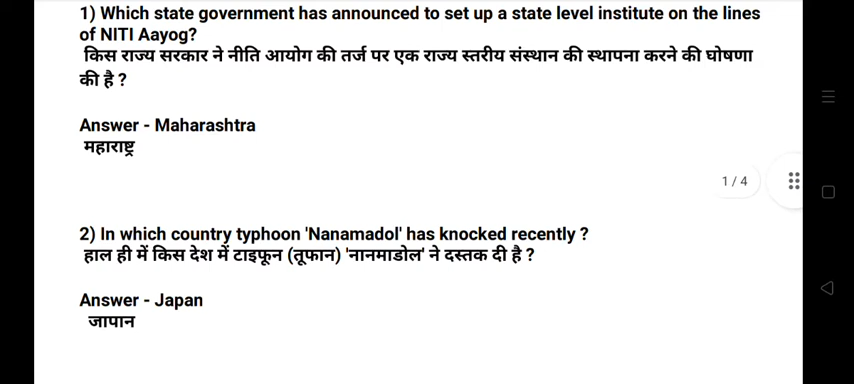 1) Which state government has announced to set up a state level institute on the lines
of NITI Aayog?
किस राज्य सरकार ने नीति आयोग की तर्ज पर एक राज्य स्तरीय संस्थान की स्थापना करने की घोषणा
की है ?
Answer - Maharashtra
महाराष्ट्र
1 / 4
2) In which country typhoon 'Nanamadol' has knocked recently ?
हाल ही में किस देश में टाइफून (तूफान) 'नानमाडोल' ने दस्तक दी है ?
Answer - Japan
जापान